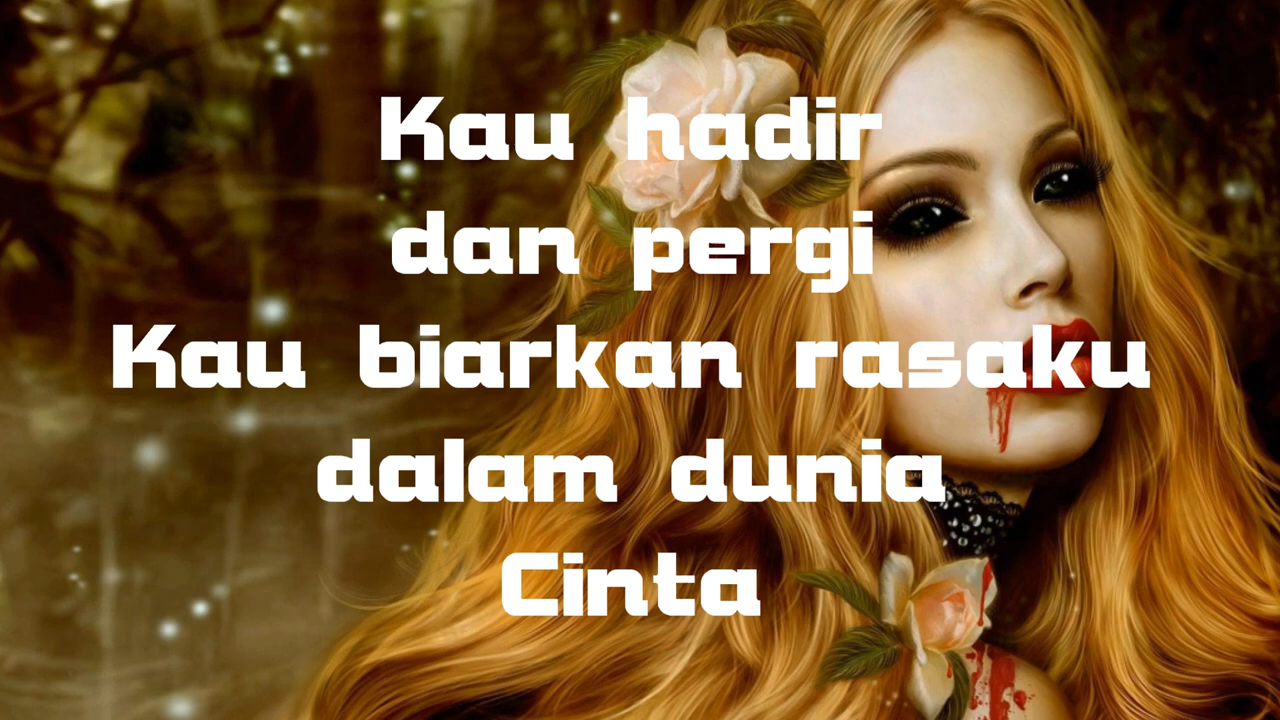 Kau hadir
dan pergi
Kau biarkan rasaku
dalam dunia
Cinta